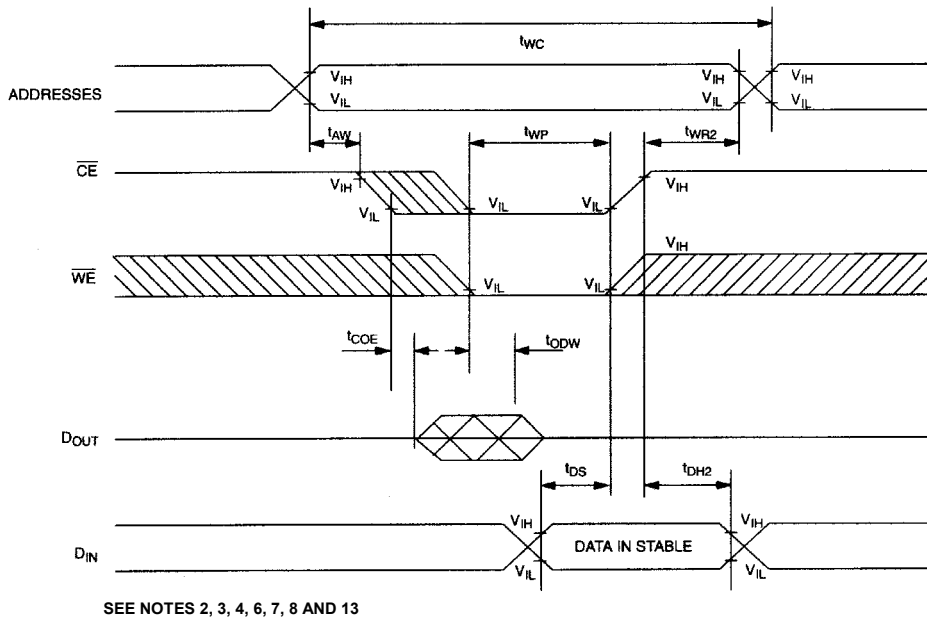 tWC
VIH VIH VIH
ADDRESSES
VIL VIL VIL
tAW tWP tWR2
CE
VIH VIH
VIL VIL VIL
VIH
WE
VIL VIL
tCOE tODW
DOUT
tDS tDH2
VIH VIH
DIN DATA IN STABLE
VIL VIL
SEE NOTES 2, 3, 4, 6, 7, 8 AND 13